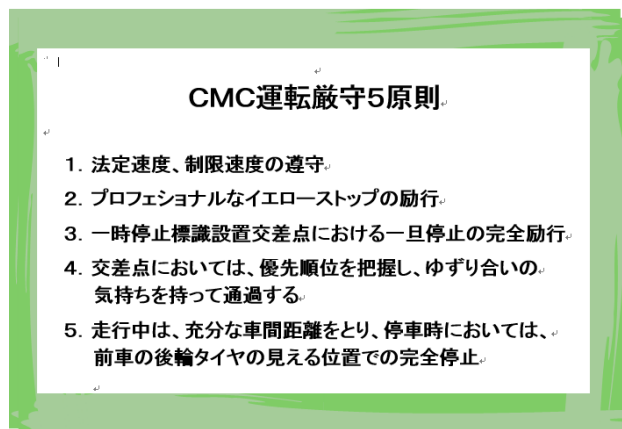 CMC運転厳守5原則
1. 法定速度、制限速度の遵守
2. プロフェショナルなイエローストップの励行
3. 一時停止標識設置交差点における一旦停止の完全励行
4. 交差点においては、優先順位を把握し、ゆずり合いの
気持ちを持って通過する
5. 走行中は、充分な車間距離をとり、停車時においては、
前車の後輪タイヤの見える位置での完全停止